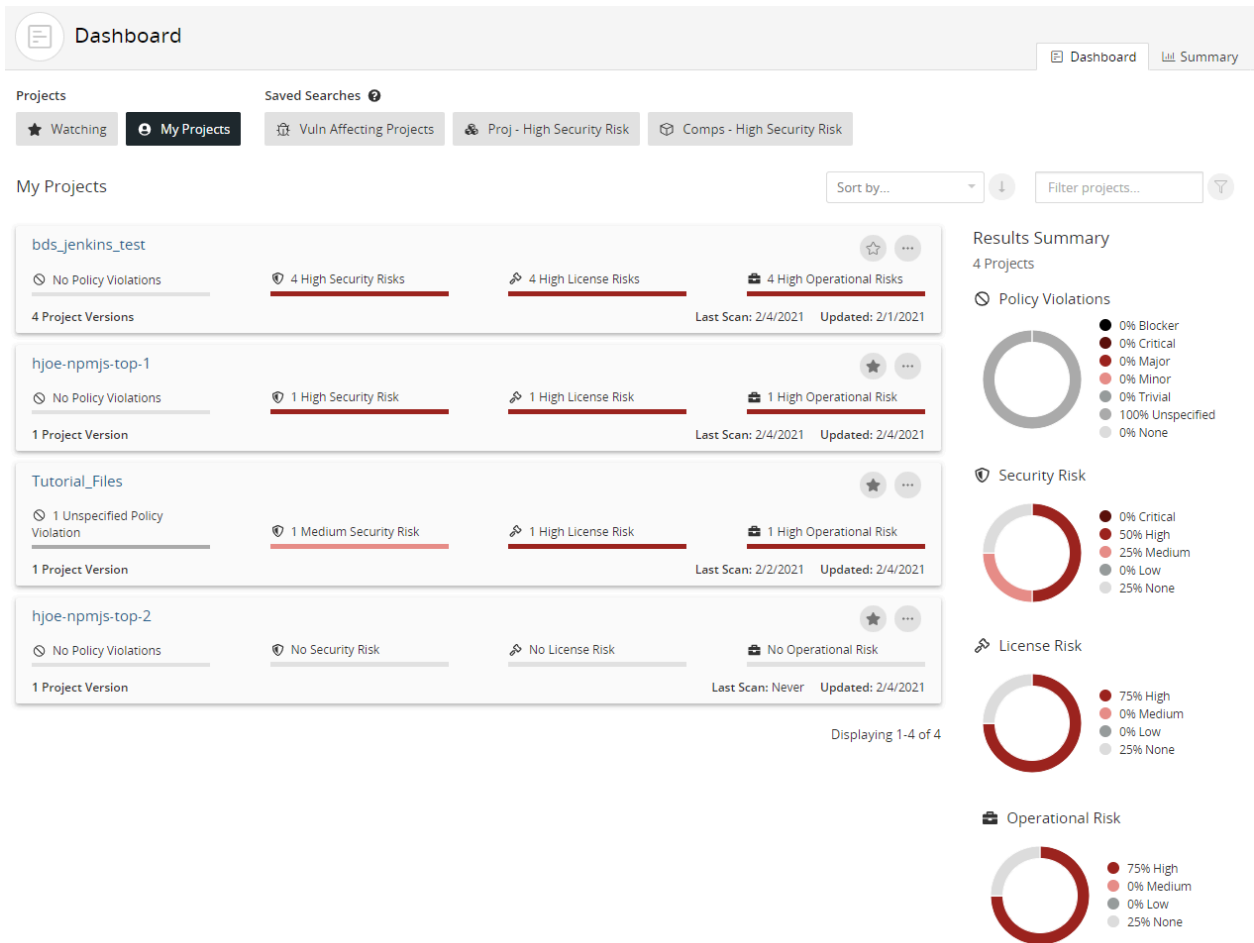 Dashboard
Dashboard Summary
Projects Saved Searches
Watching My Projects Vuln Affecting Projects Proj - High Security Risk Comps - High Security Risk
My Projects Sort by... Filter projects...
bds_jenkins_test
No Policy Violations 4 High Security Risks 4 High License Risks 4 High Operational Risks
4 Project Versions Last Scan: 2/4/2021 Updated: 2/1/2021
hjoe-npmjs-top-1
No Policy Violations 1 High Security Risk 1 High License Risk 1 High Operational Risk
1 Project Version Last Scan: 2/4/2021 Updated: 2/4/2021
Tutorial_Files
1 Unspecified Policy
Violation 1 Medium Security Risk 1 High License Risk 1 High Operational Risk
1 Project Version Last Scan: 2/2/2021 Updated: 2/4/2021
hjoe-npmjs-top-2
No Policy Violations No Security Risk No License Risk No Operational Risk
1 Project Version Last Scan: Never Updated: 2/4/2021
Displaying 1-4 of 4
Results Summary
4 Projects
Policy Violations
0% Blocker
0% Critical
0% Major
0% Minor
0% Trivial
100% Unspecified
0% None
Security Risk
0% Critical
50% High
25% Medium
0% Low
25% None
License Risk
75% High
0% Medium
0% Low
25% None
Operational Risk
75% High
0% Medium
0% Low
25% None